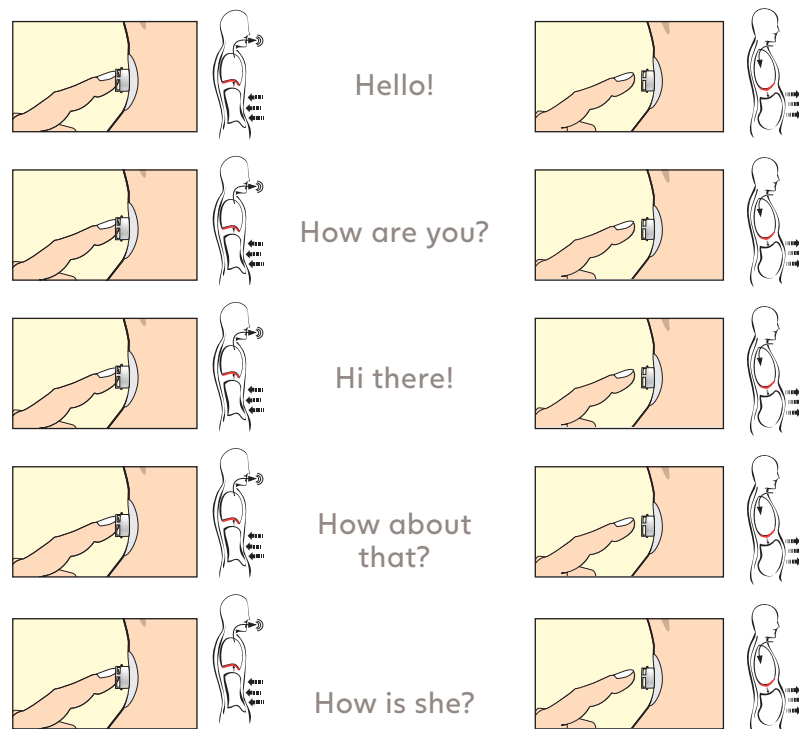 Hello!
How are you?
Hi there!
How about
that?
How is she?